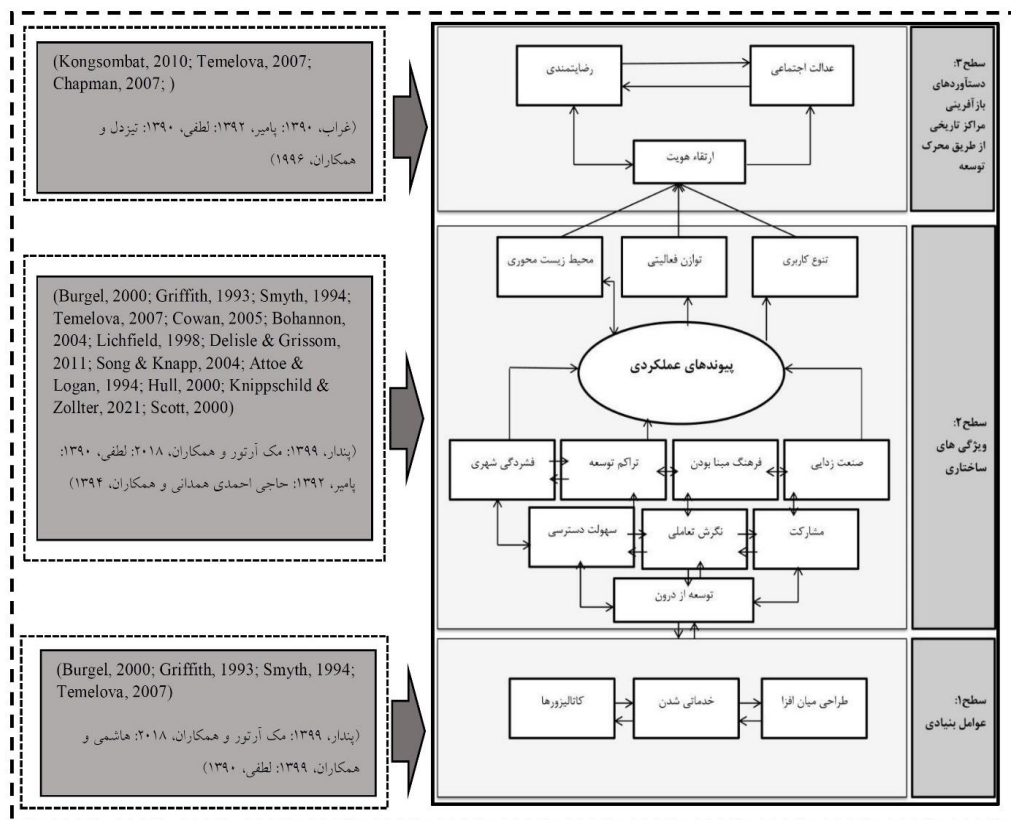 (Kongsombat, 2010; Temelova, 2007;
Chapman, 2007; )
(غراب، ۱۳۹۰: پامیر، ۱۳۹۲: لطفی، ۱۳۹۰: تیزدل و
همکاران، ۱۹۹۶)
سطح۳:
دستآوردهای
بازآفرینی
مراکز تاریخی
از طریق محرک
توسعه
عدالت اجتماعی
رضایتمندی
ارتقاء هویت
(Burgel, 2000; Griffith, 1993; Smyth, 1994;
Temelova, 2007; Cowan, 2005; Bohannon,
2004; Lichfield, 1998; Delisle & Grissom,
2011; Song & Knapp, 2004; Attoe &
Logan, 1994; Hull, 2000; Knippschild &
Zollter, 2021; Scott, 2000)
(پندار، ۱۳۹۹: مک آرتور و همکاران، ۲۰۱۸: لطفی، ۱۳۹۰:
پامیر، ۱۳۹۲: حاجی احمدی همدانی و همکاران، ۱۳۹۴)
سطح۲:
ویژگی های
ساختاری
تنوع کاربری
توازن فعالیتی
محیط زیست محوری
پیوندهای عملکردی
صنعت زدایی
فرهنگ مبنا بودن
تراکم توسعه
فشردگی شهری
مشارکت
نگرش تعاملی
سهولت دسترسی
توسعه از درون
(Burgel, 2000; Griffith, 1993; Smyth, 1994;
Temelova, 2007)
(پندار، ۱۳۹۹: مک آرتور و همکاران، ۲۰۱۸: هاشمی و
همکاران، ۱۳۹۹: لطفی، ۱۳۹۰)
سطح۱:
عوامل بنیادی
طراحی میان افزا
خدماتی شدن
کاتالیزورها